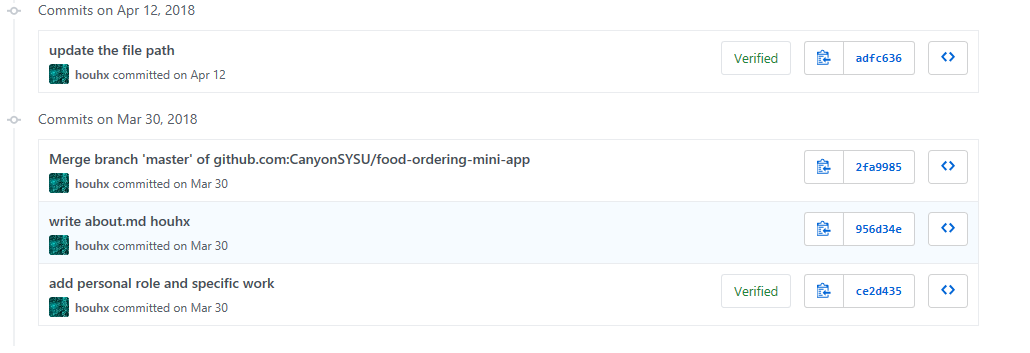 Commits on Apr 12, 2018
update the file path
houhx committed on Apr 12
Verified
adfc636
Commits on Mar 30, 2018
Merge branch 'master' of github.com:CanyonSYSU/food-ordering-mini-app
houhx committed on Mar 30
2fa9985
write about.md houhx
houhx committed on Mar 30
956d34e
add personal role and specific work
houhx committed on Mar 30
Verified
ce2d435